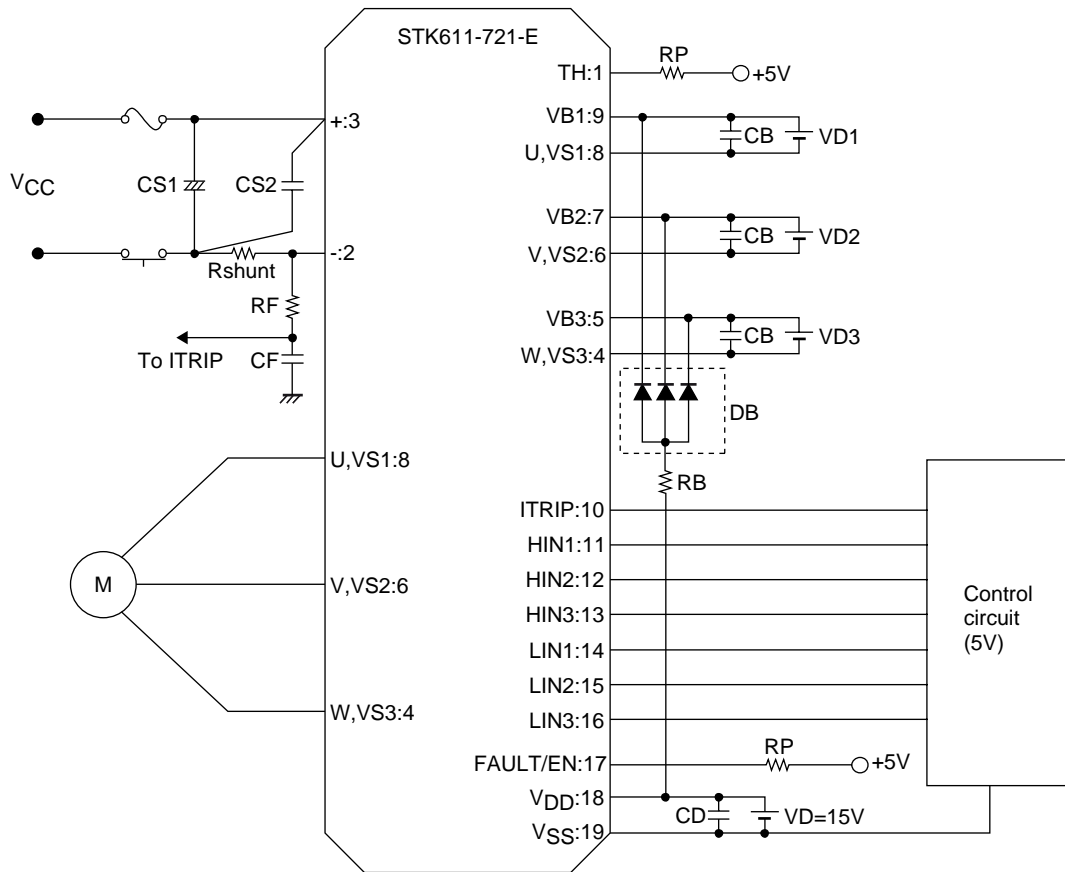 STK611-721-E
TH:1
RP
+5V
VB1:9
CB
VD1
U,VS1:8
+:3
VCC
CS1
CS2
VB2:7
CB
VD2
V,VS2:6
-:2
Rshunt
RF
VB3:5
CB
VD3
W,VS3:4
To ITRIP
CF
DB
U,VS1:8
RB
ITRIP:10
HIN1:11
M
V,VS2:6
HIN2:12
HIN3:13
Control
circuit
(5V)
LIN1:14
LIN2:15
W,VS3:4
LIN3:16
RP
FAULT/EN:17
+5V
VDD:18
CD
VD=15V
VSS:19